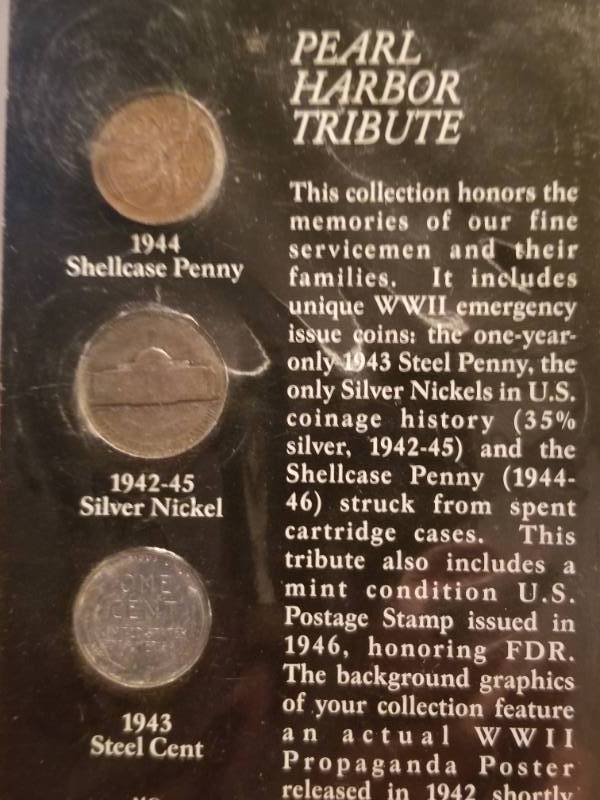 PEARL
HARBOR
TRIBUTE
This collection honors the
memories of our fine
servicemen and their
families. It includes
unique WWII emergency
issue coins: the one-year-
only 1943 Steel Penny, the
only Silver Nickels in U.S.
coinage history (35%
silver, 1942-45) and the
Shellcase Penny (1944-
46) struck from spent
cartridge cases. This
tribute also includes a
mint condition U.S.
Postage Stamp issued in
1946, honoring FDR.
The background graphics
of your collection feature
an actual WWII
Propaganda Poster
released in 1942 shortly
1944
Shellcase Penny
1942-45
Silver Nickel
ONE
CENT
1943
Steel Cent